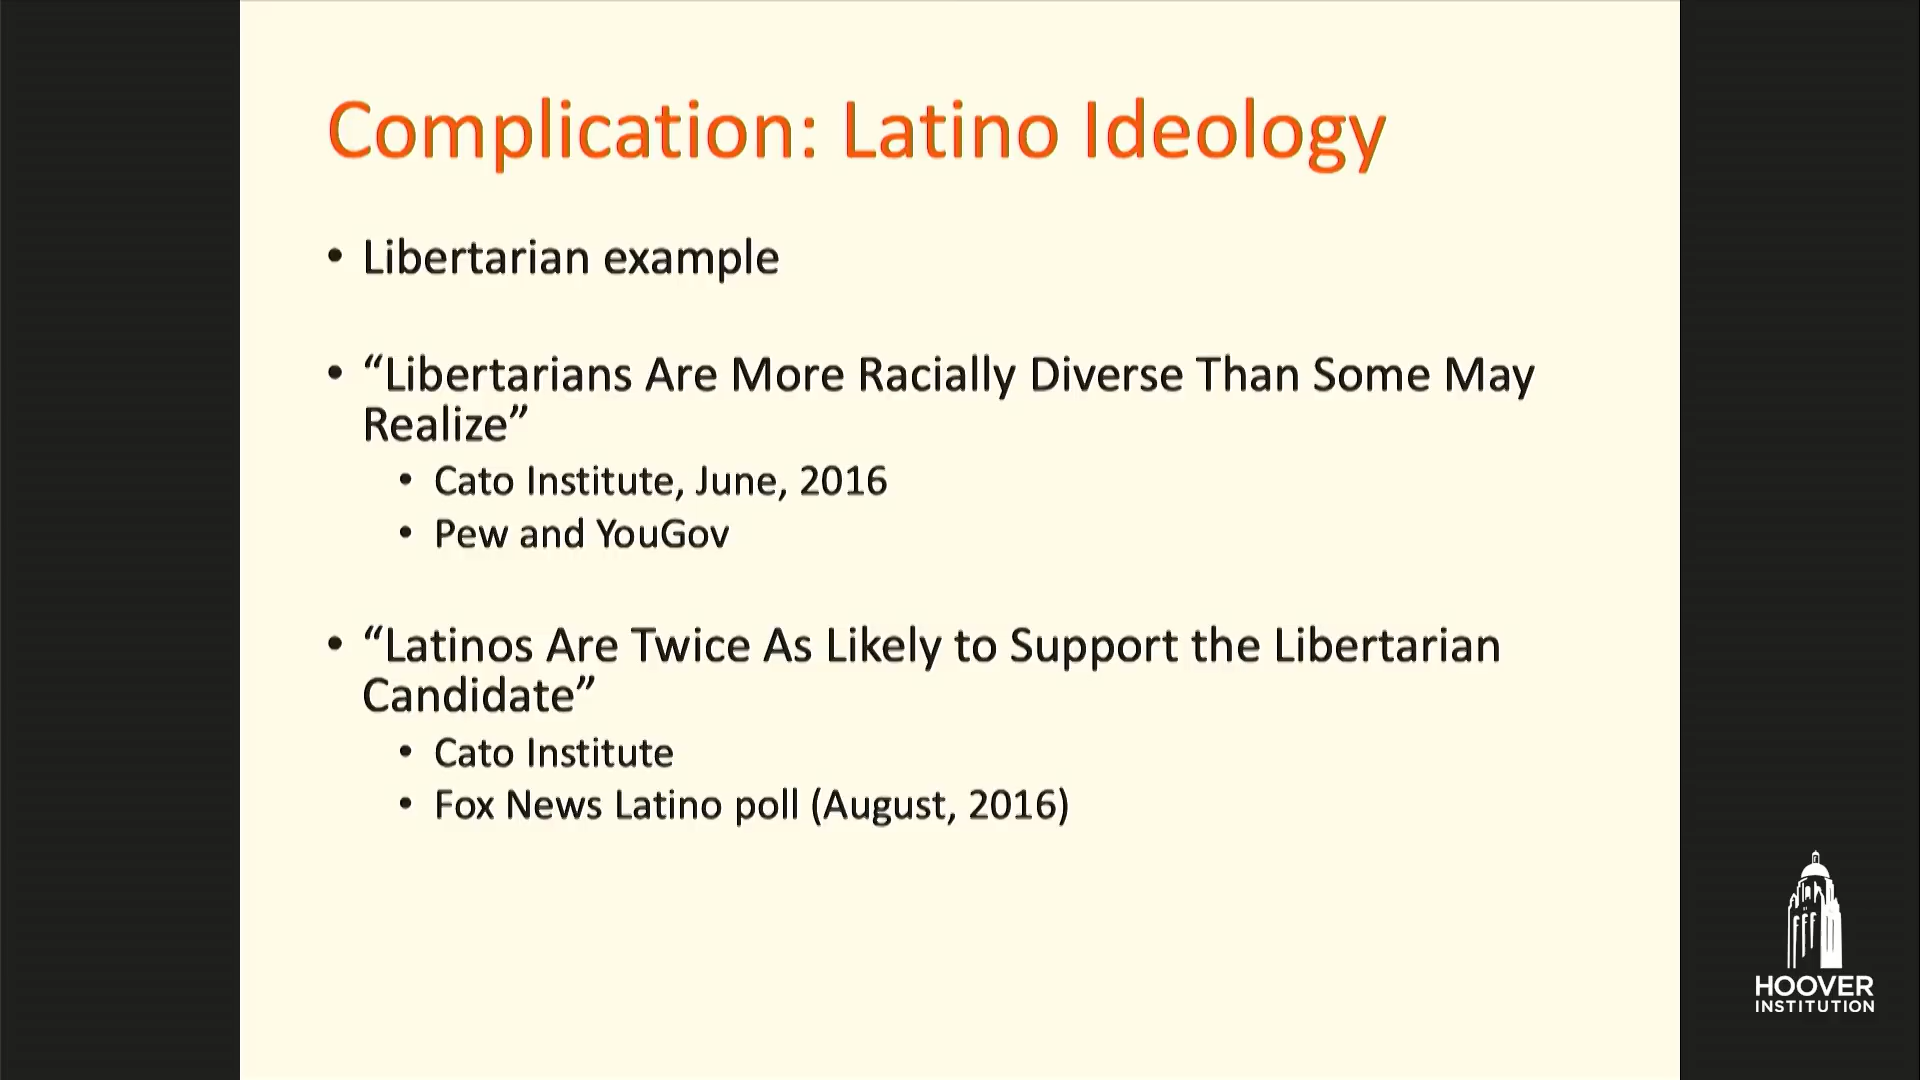 Complication: Latino Ideology
• Libertarian example
• “Libertarians Are More Racially Diverse Than Some May
Realize”
• Cato Institute, June, 2016
• Pew and YouGov
• “Latinos Are Twice As Likely to Support the Libertarian
Candidate”
• Cato Institute
• Fox News Latino poll (August, 2016)
HOOVER
INSTITUTION